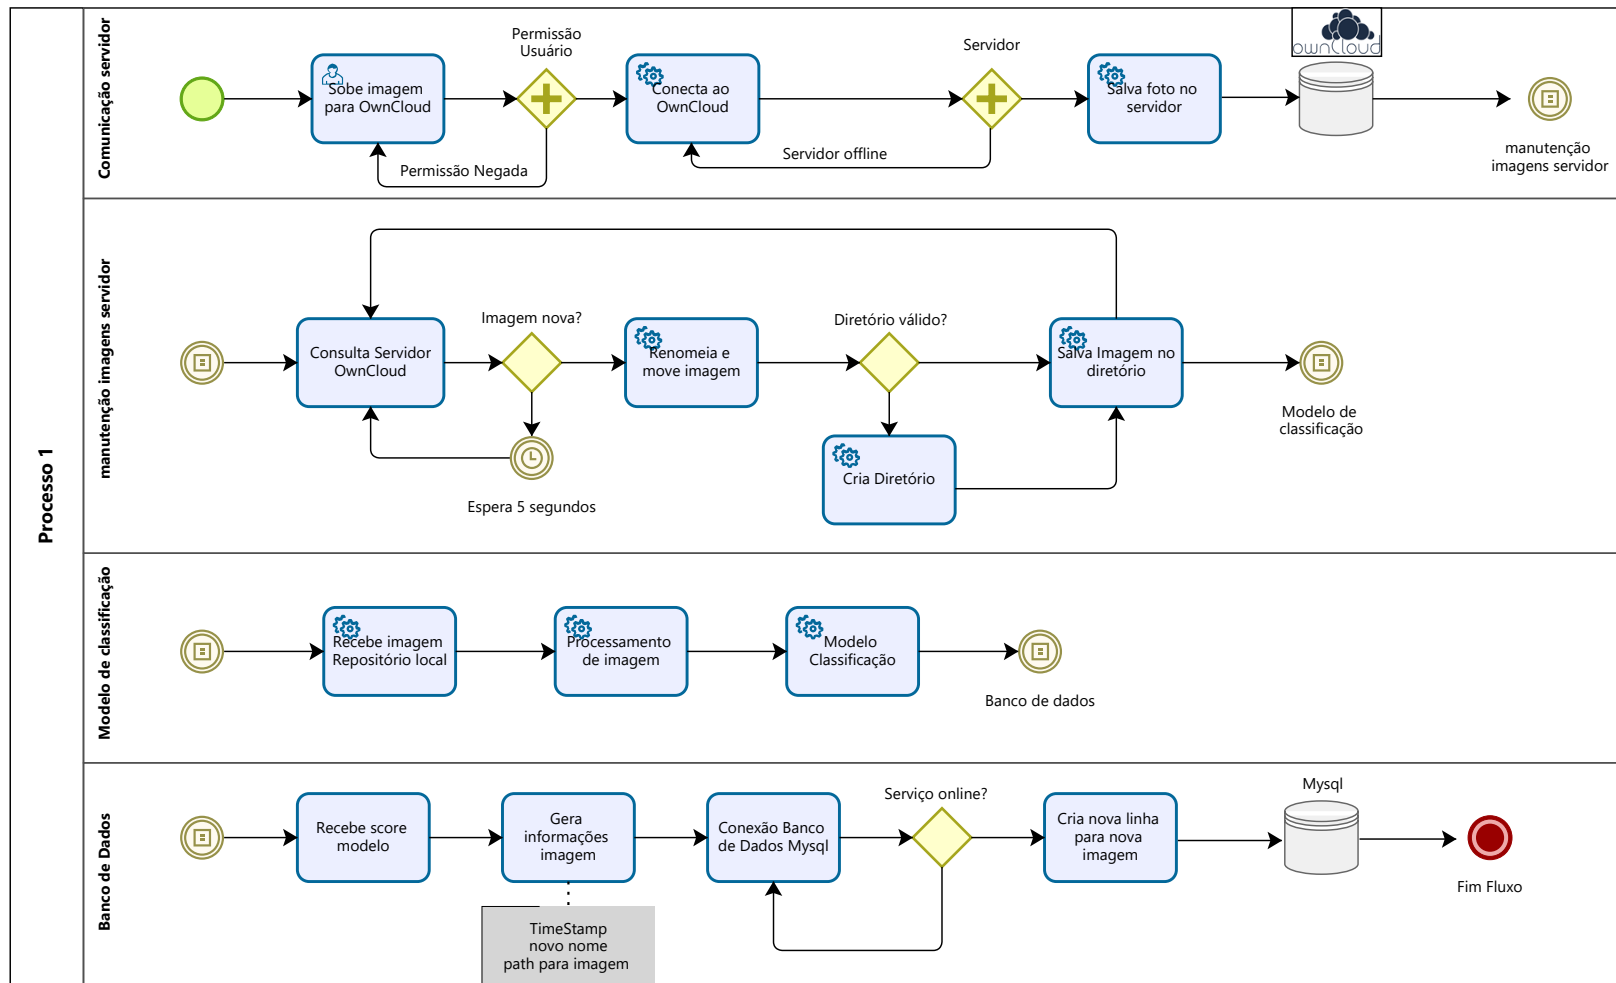 Processo 1
Comunicação servidor
Sobe imagem
para OwnCloud
Permissão
Usuário
Permissão Negada
Conecta ao
OwnCloud
Servidor
Servidor offline
Salva foto no
servidor
ownCloud
manutenção
imagens servidor
manutenção imagens servidor
Consulta Servidor
OwnCloud
Imagem nova?
Espera 5 segundos
Renomeia e
move imagem
Diretório válido?
Cria Diretório
Salva Imagem no
diretório
Modelo de
classificação
Modelo de classificação
Recebe imagem
Repositório local
Processamento
de imagem
Modelo
Classificação
Banco de dados
Banco de Dados
Recebe score
modelo
Gera
informações
imagem
TimeStamp
novo nome
path para imagem
Conexão Banco
de Dados Mysql
Serviço online?
Cria nova linha
para nova
imagem
Mysql
Fim Fluxo